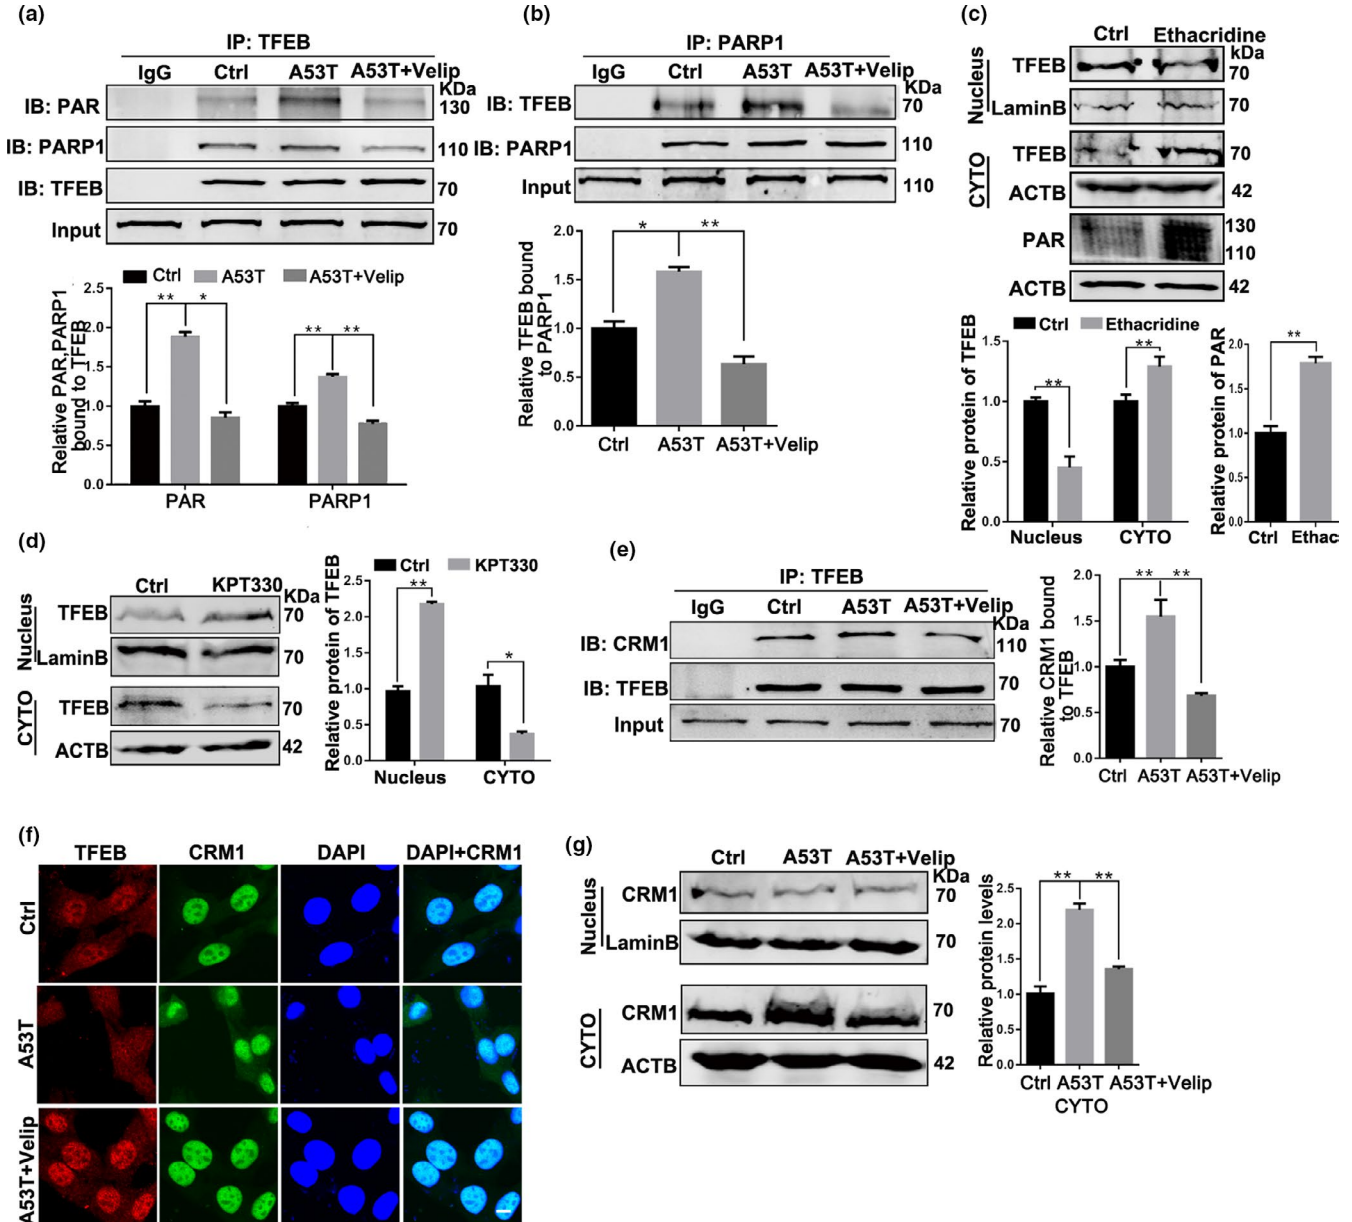 (a)
IP: TFEB
IgG Ctrl A53T A53T+Velip
KDa
IB: PAR 130
IB: PARP1 110
IB: TFEB 70
Input 70
Ctrl A53T A53T+Velip
Relative PAR,PARP1
bound to TFEB
2.5
2.0
1.5
1.0
0.5
0.0
** *
** **
PAR PARP1
(b)
IP: PARP1
IgG Ctrl A53T A53T+Velip
KDa
IB: TFEB 70
IB: PARP1 110
Input 110
Relative TFEB bound
to PARP1
2.0
1.5
1.0
0.5
0.0
* **
Ctrl A53T A53T+Velip
(c)
Ctrl Ethacridine
kDa
Nucleus
TFEB 70
LaminB 70
CYTO
TFEB 70
ACTB 42
PAR 130
110
ACTB 42
Ctrl Ethacridine
Relative protein of TFEB
1.5
1.0
0.5
0.0
**
**
Nucleus CYTO
Relative protein of PAR
2.0
1.5
1.0
0.5
0.0
**
Ctrl Ethac
(d)
Ctrl KPT330
KDa
Nucleus
TFEB 70
LaminB 70
CYTO
TFEB 70
ACTB 42
Ctrl KPT330
Relative protein of TFEB
2.5
2.0
1.5
1.0
0.5
0.0
**
*
Nucleus CYTO
(e)
IP: TFEB
IgG Ctrl A53T A53T+Velip
KDa
IB: CRM1 110
IB: TFEB 70
Input 70
Relative CRM1 bound
to TFEB
2.0
1.5
1.0
0.5
0.0
** **
Ctrl A53T A53T+Velip
(f)
TFEB CRM1 DAPI DAPI+CRM1
Ctrl
A53T
A53T+Velip
(g)
Ctrl A53T A53T+Velip
KDa
Nucleus
CRM1 70
LaminB 70
CYTO
CRM1 70
ACTB 42
Relative protein levels
2.5
2.0
1.5
1.0
0.5
0.0
** **
Ctrl A53T A53T+Velip
CYTO